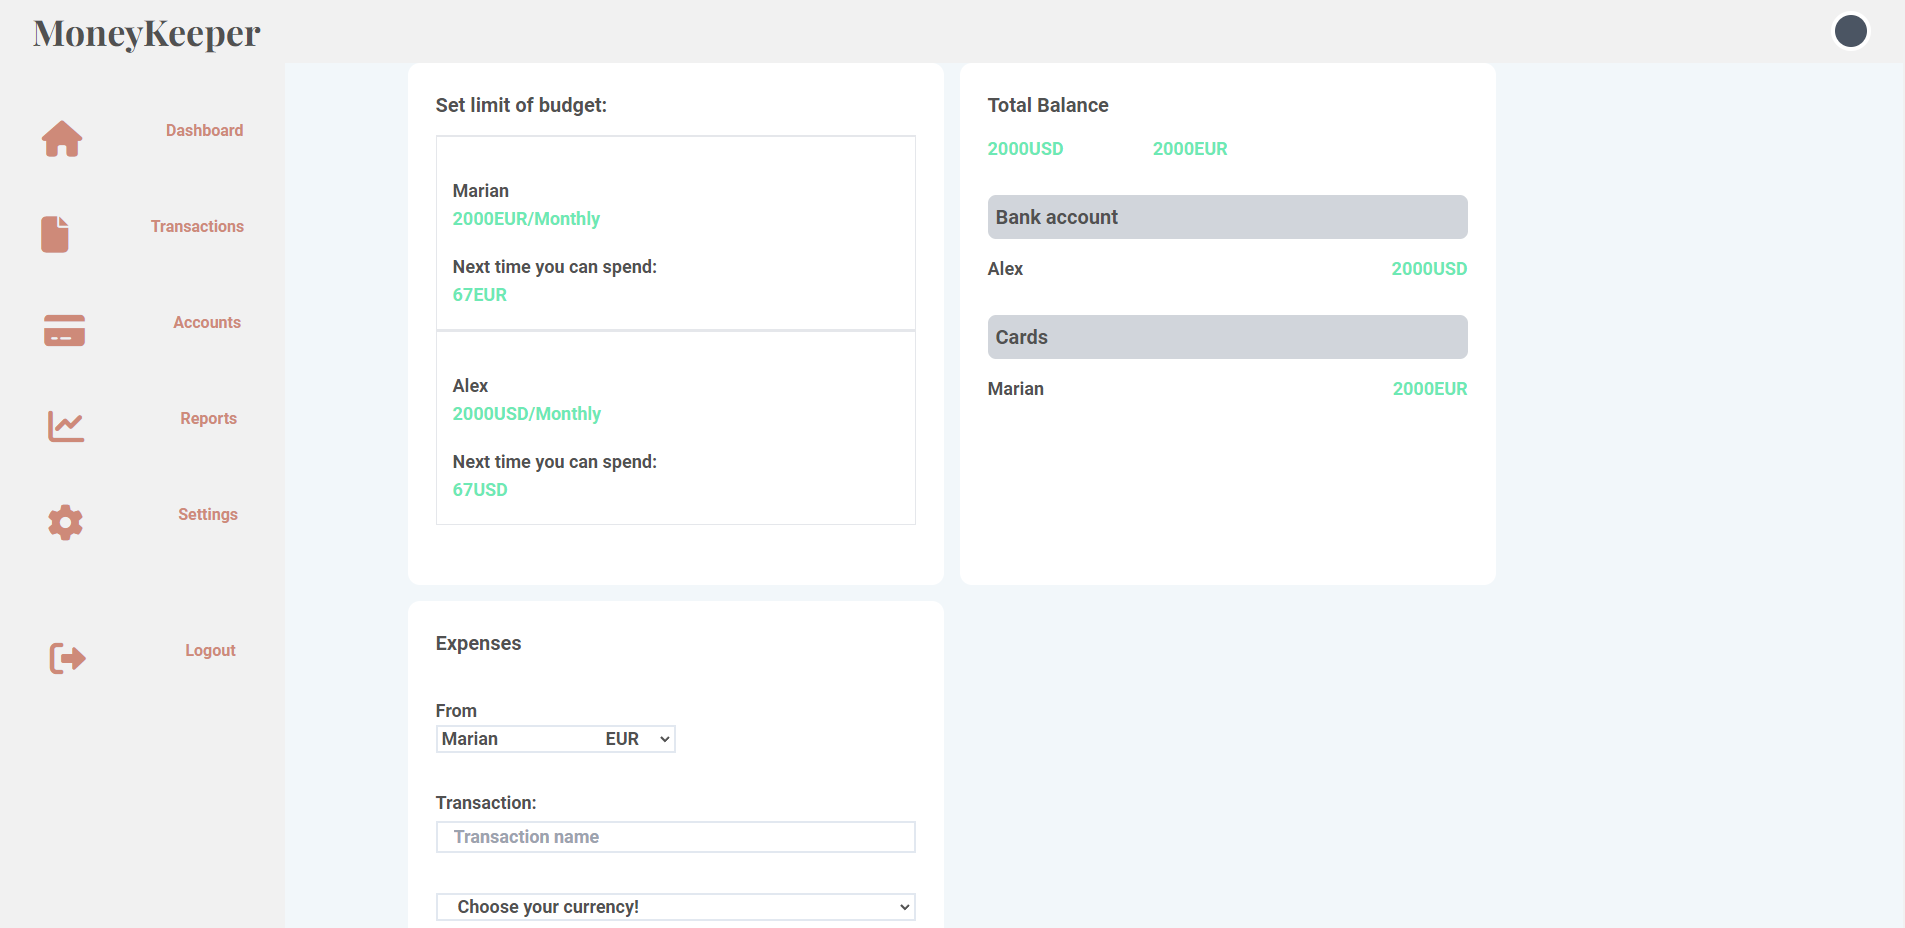 MoneyKeeper
Dashboard
Transactions
Accounts
Reports
Settings
Logout
Set limit of budget:
Marian
2000EUR/Monthly
Next time you can spend:
67EUR
Alex
2000USD/Monthly
Next time you can spend:
67USD
Total Balance
2000USD 2000EUR
Bank account
Alex 2000USD
Cards
Marian 2000EUR
Expenses
From
Marian EUR
Transaction:
Transaction name
Choose your currency!